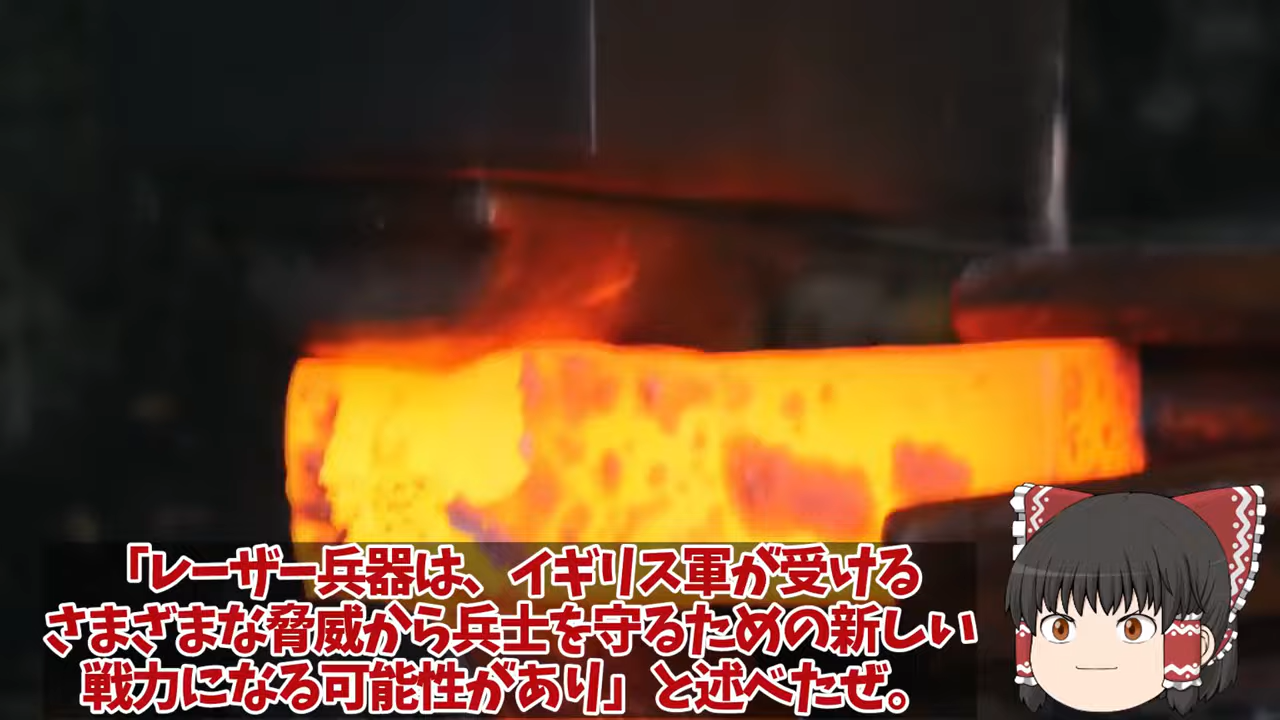 「レーザー兵器は、イギリス軍が受ける
さまざまな脅威から兵士を守るための新しい
戦力になる可能性があり」と述べたぜ。